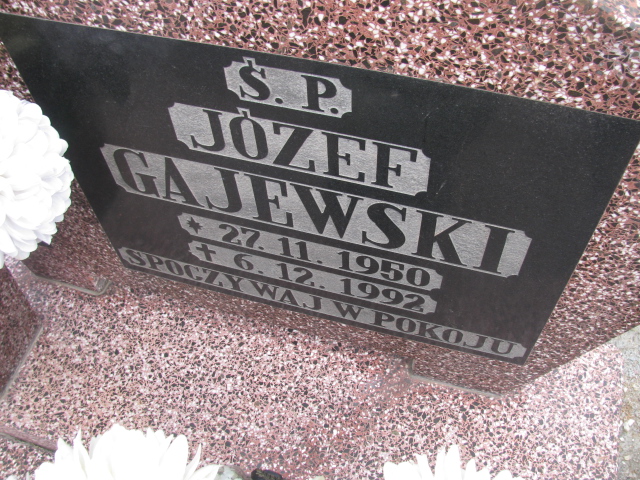 Ś. P.
JÓZEF
GAJEWSKI
* 27. 11. 1950
✝ 6. 12. 1992
SPOCZYWAJ W POKOJU